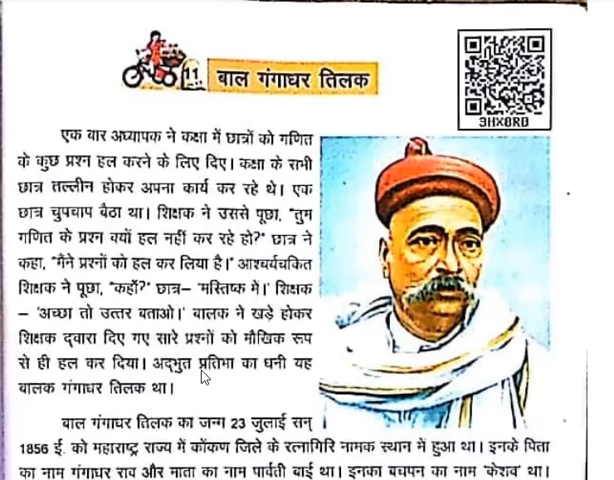 11
बाल गंगाधर तिलक
3HX8R8
एक बार अध्यापक ने कक्षा में छात्रों को गणित
के कुछ प्रश्न हल करने के लिए दिए। कक्षा के सभी
छात्र तल्लीन होकर अपना कार्य कर रहे थे। एक
छात्र चुपचाप बैठा था। शिक्षक ने उससे पूछा, "तुम
गणित के प्रश्न क्यों हल नहीं कर रहे हो?" छात्र ने
कहा, "मैंने प्रश्नों को हल कर लिया है।" आश्चर्यचकित
शिक्षक ने पूछा, "कहाँ?" छात्र– 'मस्तिष्क में।' शिक्षक
– 'अच्छा तो उत्तर बताओ।' बालक ने खड़े होकर
शिक्षक द्वारा दिए गए सारे प्रश्नों को मौखिक रूप
से ही हल कर दिया। अद्भुत प्रतिभा का धनी यह
बालक गंगाधर तिलक था।
बाल गंगाधर तिलक का जन्म 23 जुलाई सन्
1856 ई. को महाराष्ट्र राज्य में कोंकण जिले के रत्नागिरि नामक स्थान में हुआ था। इनके पिता
का नाम गंगाधर राव और माता का नाम पार्वती बाई था। इनका बचपन का नाम 'केशव' था।